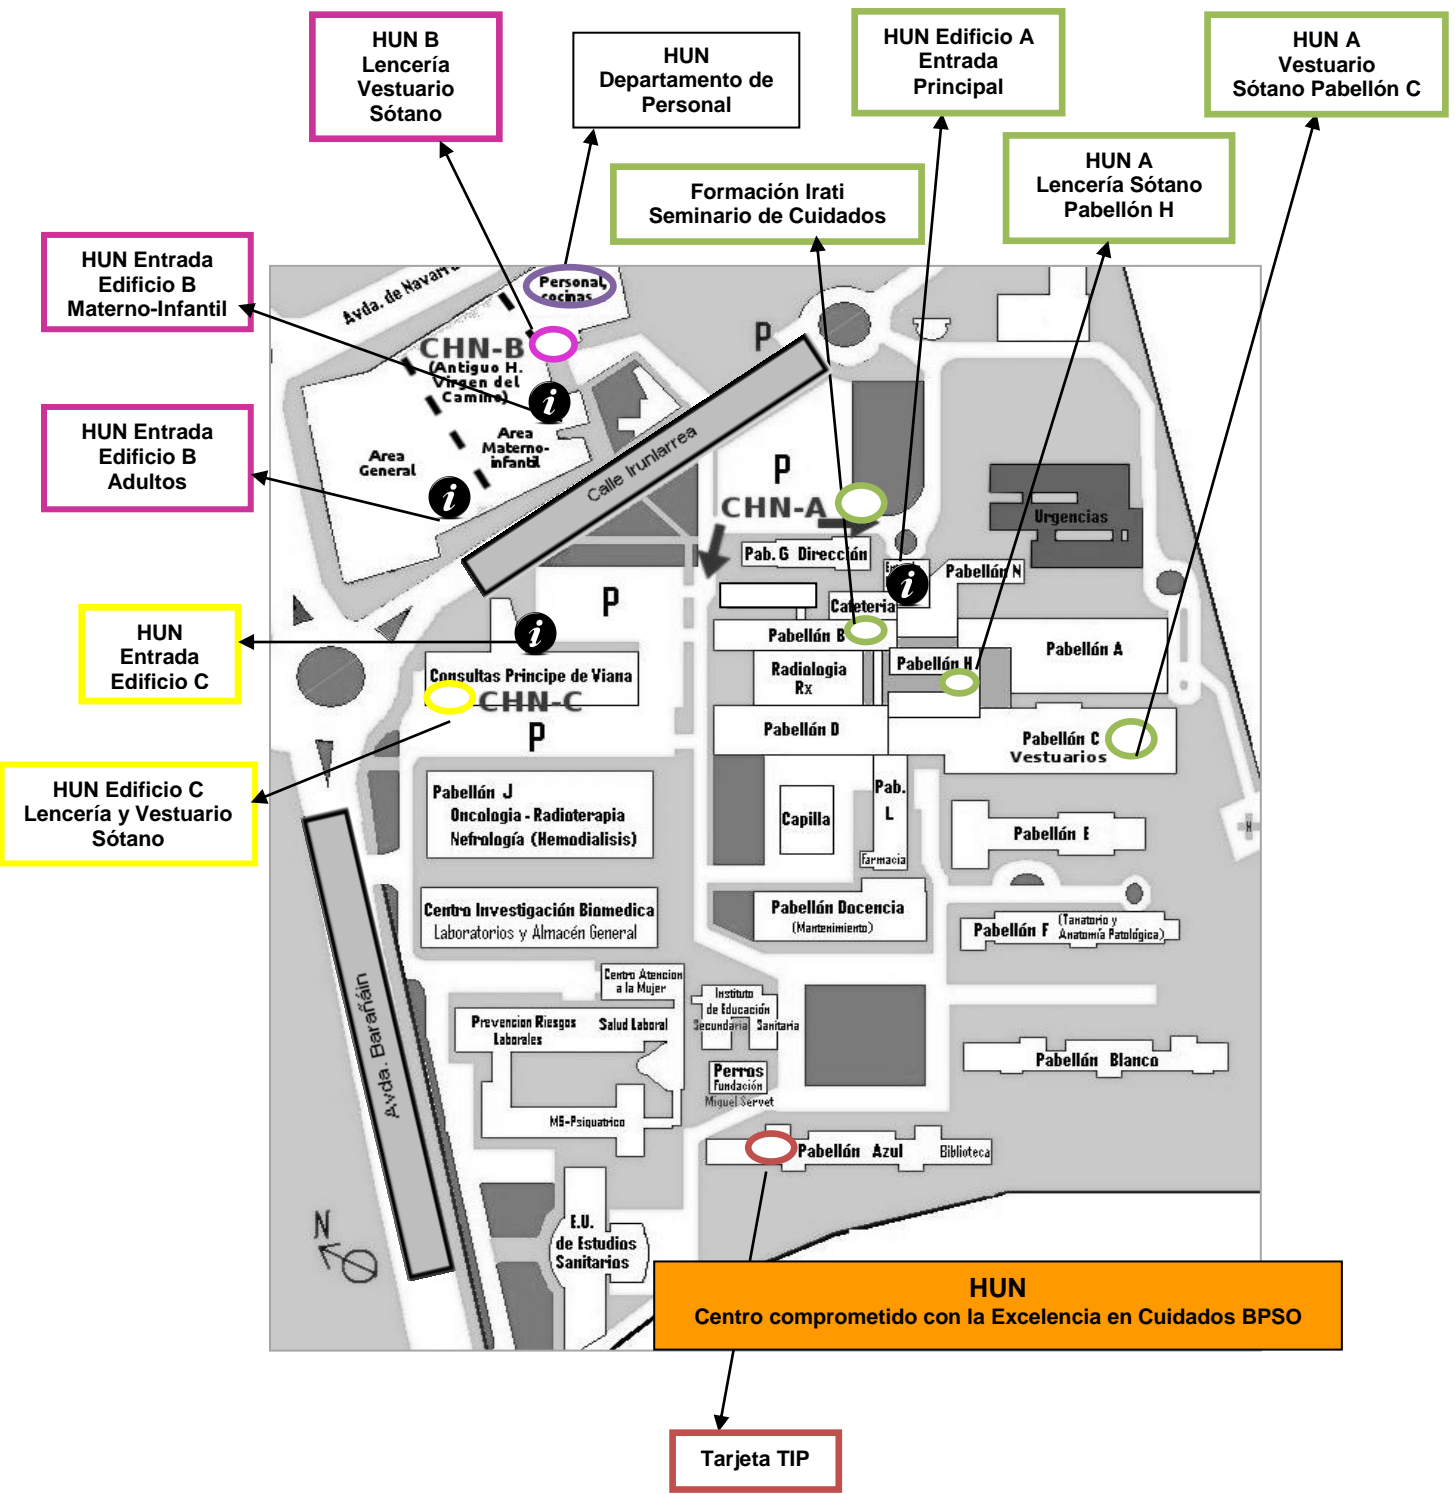 HUN B
Lencería
Vestuario
Sótano
HUN
Departamento de
Personal
HUN Edificio A
Entrada
Principal
HUN A
Vestuario
Sótano Pabellón C
HUN A
Lencería Sótano
Pabellón H
Formación Irati
Seminario de Cuidados
HUN Entrada
Edificio B
Materno-Infantil
HUN Entrada
Edificio B
Adultos
HUN
Entrada
Edificio C
HUN Edificio C
Lencería y Vestuario
Sótano
Avda. de Navarra
Personal,
cocinas
CHN-B
(Antiguo H.
Virgen del
Camino)
Area
Materno-
infantil
Area
General
i
i
P
Calle Irunlarrea
P
CHN-A
Urgencias
Pab. G Dirección
Pabellón N
i
Cafeteria
Pabellón B
Pabellón H
Pabellón A
Radiologia
Rx
Pabellón D
Pabellón C
Vestuarios
P
i
Consultas Principe de Viana
CHN-C
P
Pabellón J
Oncologia - Radioterapia
Nefrología (Hemodialisis)
Capilla
Pab.
L
Farmacia
Pabellón E
H
Centro Investigación Biomedica
Laboratorios y Almacén General
Pabellón Docencia
(Mantenimiento)
Pabellón F
(Tanatorio y
Anatomía Patológica)
Centro Atencion
a la Mujer
Prevencion Riesgos
Laborales
Salud Laboral
Instituto
de Educación
Secundaria Sanitaria
Perros
Fundación
Miguel Servet
Pabellón Blanco
MS-Psiquatrico
Pabellón Azul
Biblioteca
Avda. Barañáin
N
E.U.
de Estudios
Sanitarios
HUN
Centro comprometido con la Excelencia en Cuidados BPSO
Tarjeta TIP